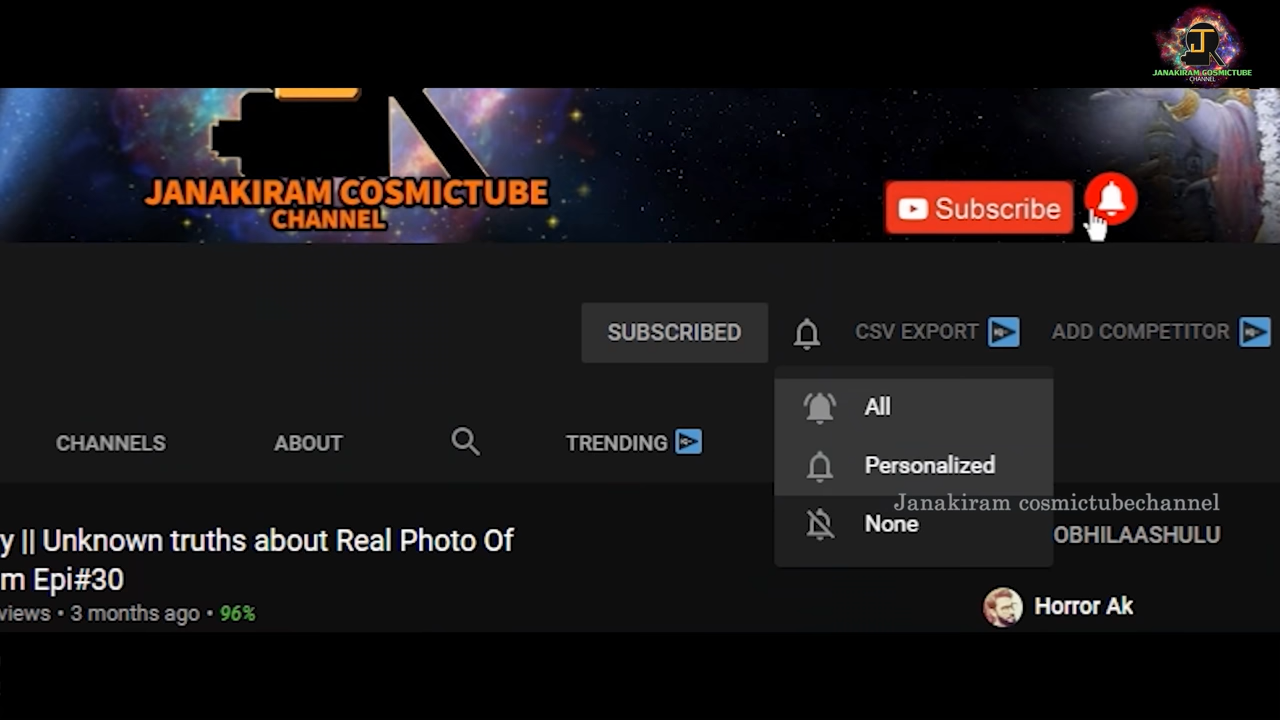 JANAKIRAM COSMICTUBE
CHANNEL
JANAKIRAM COSMICTUBE
CHANNEL
Subscribe
SUBSCRIBED
CSV EXPORT
ADD COMPETITOR
All
CHANNELS
ABOUT
TRENDING
Personalized
Janakiram cosmictubechannel
None
OBHILAASHULU
y || Unknown truths about Real Photo Of
m Epi#30
views • 3 months ago • 96%
Horror Ak